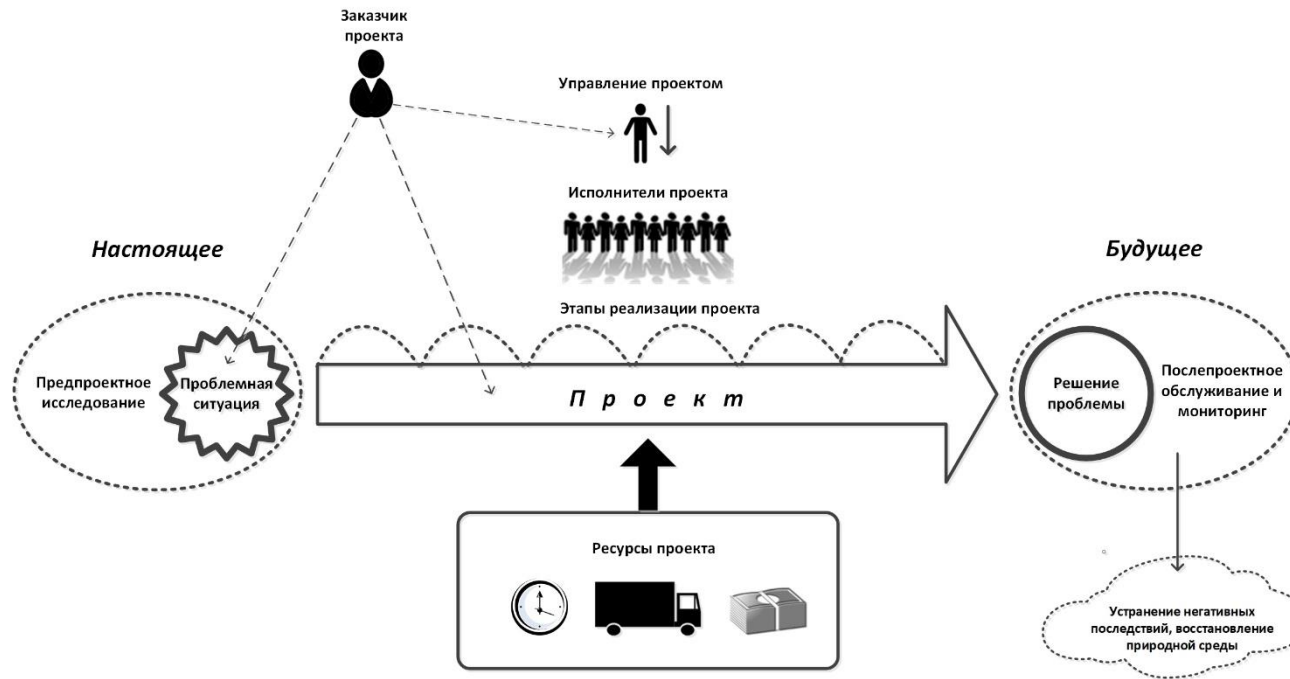 Заказчик
проекта
Управление проектом
Исполнители проекта
Настоящее
Будущее
Этапы реализации проекта
Предпроектное
исследование
Проблемная
ситуация
Проект
Решение
проблемы
Послепроектное
обслуживание и
мониторинг
Ресурсы проекта
Устранение негативных
последствий, восстановление
природной среды